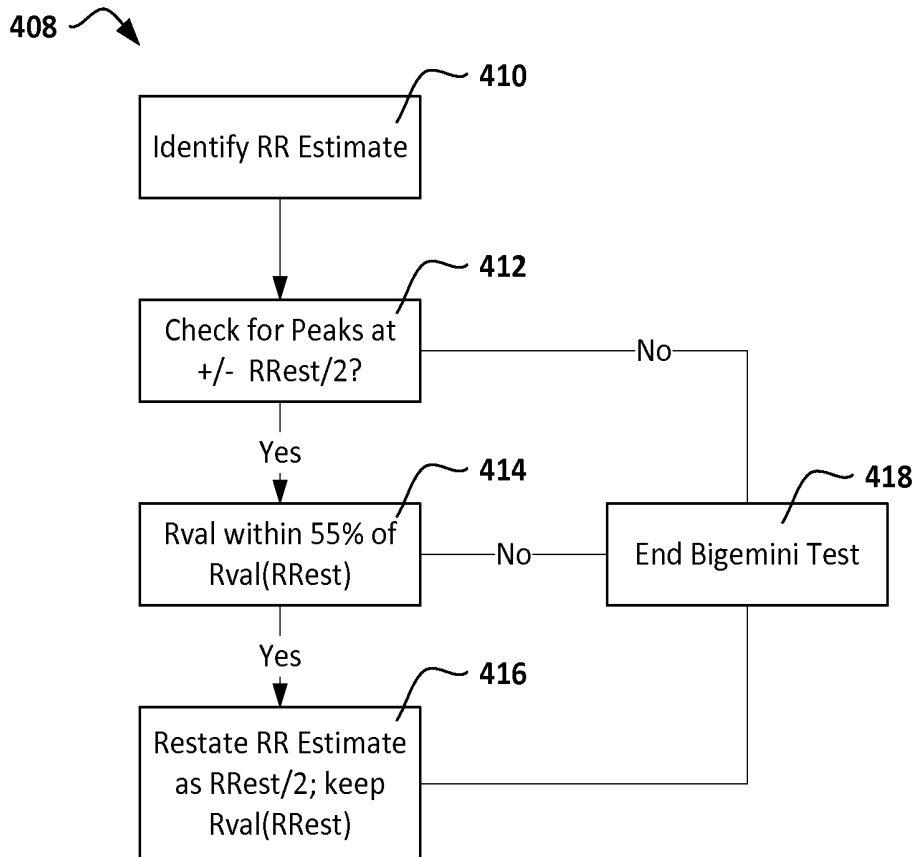 408
410
Identify RR Estimate
412
Check for Peaks at
+/- RRest/2?
No
Yes
414
418
Rval within 55% of
Rval(RRest)
No
End Bigemini Test
Yes
416
Restate RR Estimate
as RRest/2; keep
Rval(RRest)